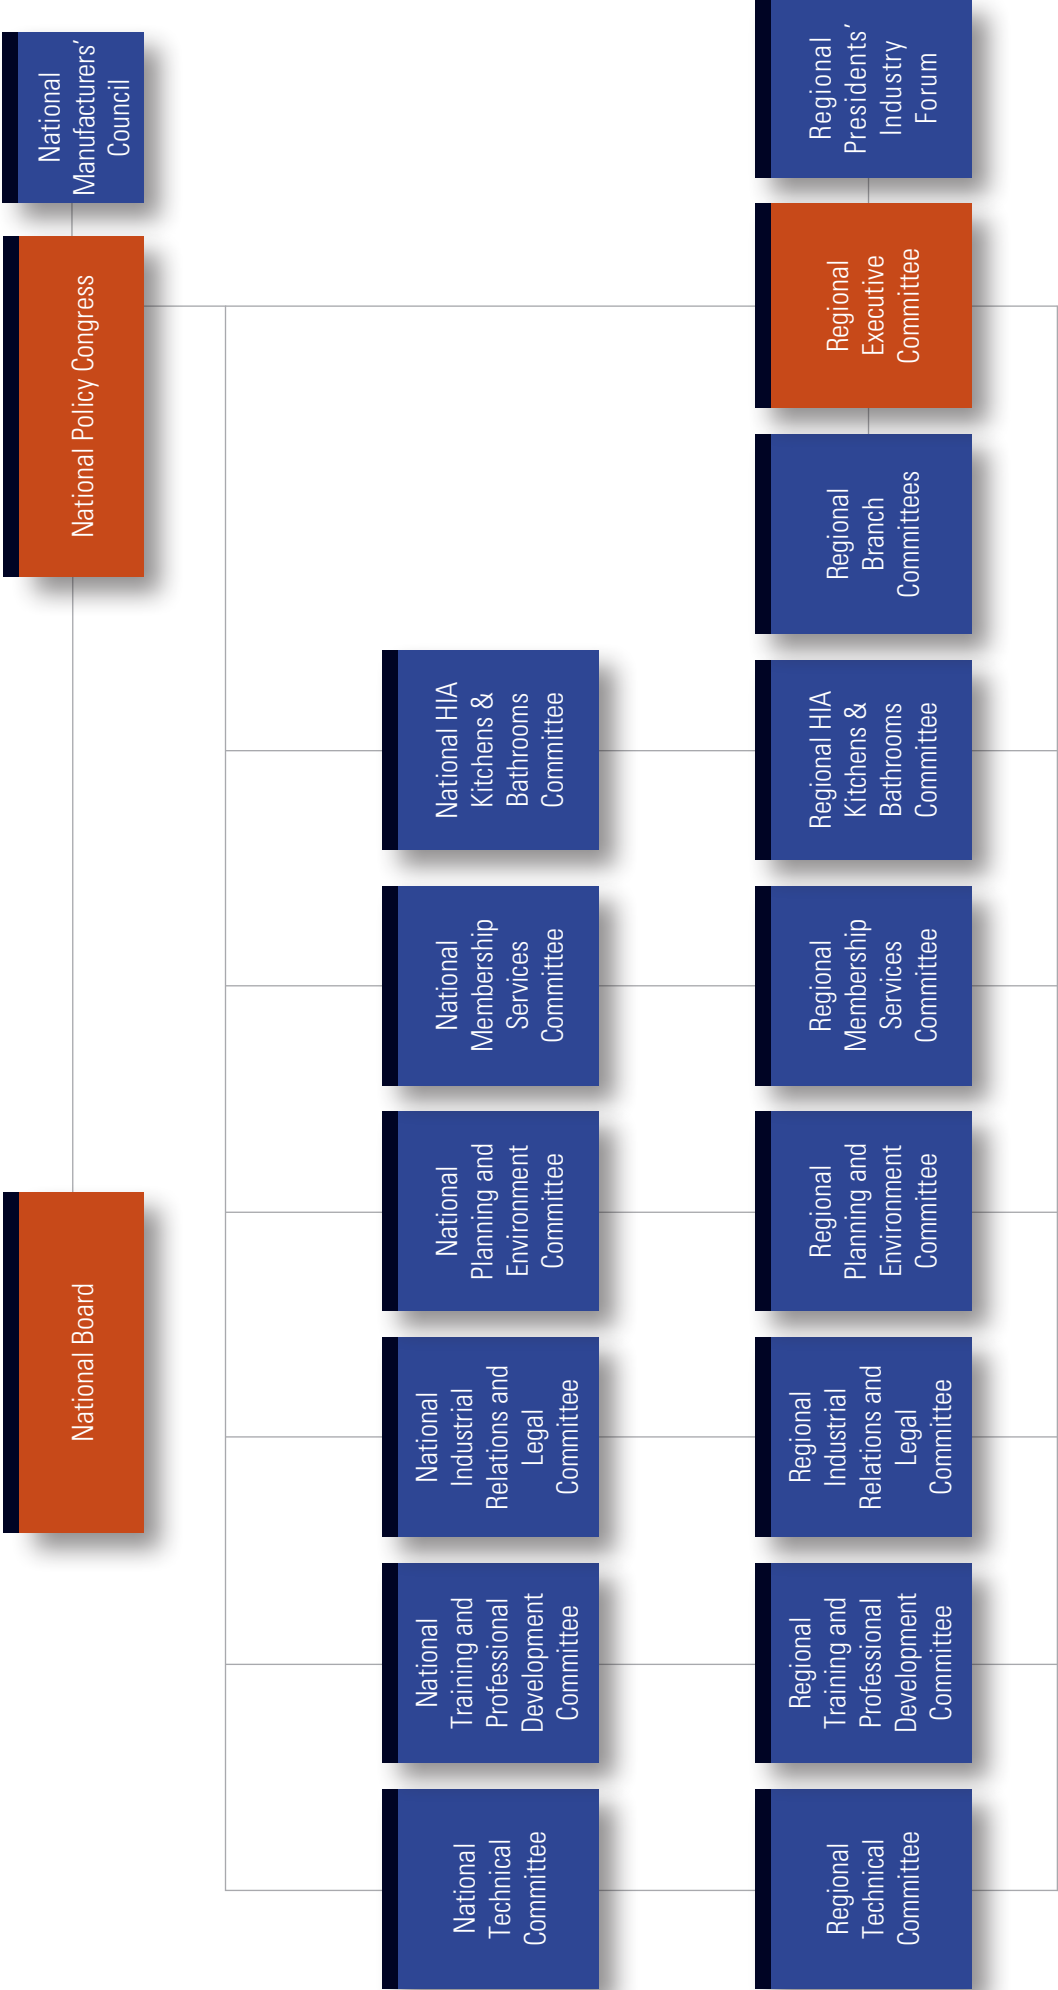 National Board
National Policy Congress
National
Manufacturers’
Council
National
Technical
Committee
National
Training and
Professional
Development
Committee
National
Industrial
Relations and
Legal
Committee
National
Planning and
Environment
Committee
National
Membership
Services
Committee
National HIA
Kitchens &
Bathrooms
Committee
Regional
Technical
Committee
Regional
Training and
Professional
Development
Committee
Regional
Industrial
Relations and
Legal
Committee
Regional
Planning and
Environment
Committee
Regional
Membership
Services
Committee
Regional HIA
Kitchens &
Bathrooms
Committee
Regional
Branch
Committees
Regional
Executive
Committee
Regional
Presidents’
Industry
Forum